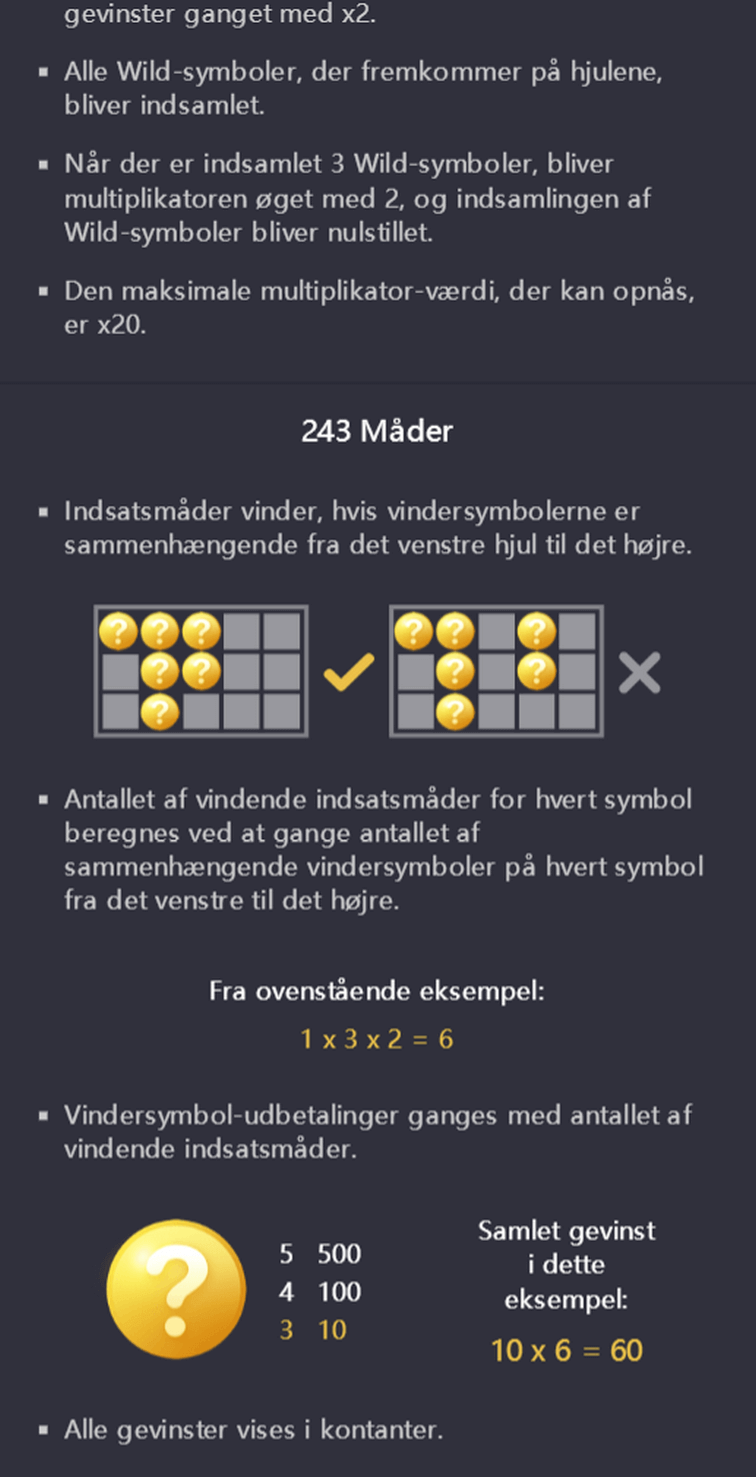 gevinster ganget med x2.
▪ Alle Wild-symboler, der fremkommer på hjulene,
bliver indsamlet.
▪ Når der er indsamlet 3 Wild-symboler, bliver
multiplikatoren øget med 2, og indsamlingen af
Wild-symboler bliver nulstillet.
▪ Den maksimale multiplikator-værdi, der kan opnås,
er x20.
243 Måder
▪ Indsatsmåder vinder, hvis vindersymbolerne er
sammenhængende fra det venstre hjul til det højre.
? ? ? ? ? ?
? ? ? ?
? ?
▪ Antallet af vindende indsatsmåder for hvert symbol
beregnes ved at gange antallet af
sammenhængende vindersymboler på hvert symbol
fra det venstre til det højre.
Fra ovenstående eksempel:
1 x 3 x 2 = 6
▪ Vindersymbol-udbetalinger ganges med antallet af
vindende indsatsmåder.
?
5 500
4 100
3 10
Samlet gevinst
i dette
eksempel:
10 x 6 = 60
▪ Alle gevinster vises i kontanter.